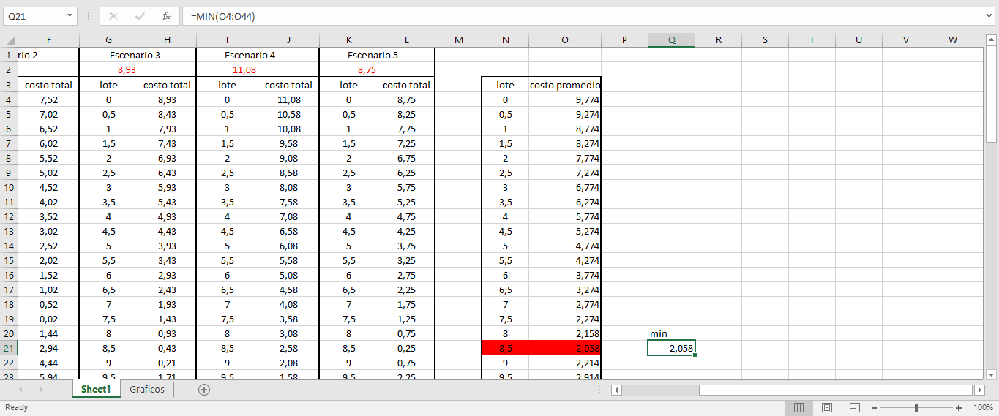 Q21 fx =MIN(O4:O44)
F G H I J K L M N O P Q R S T U V W
1 rio 2 Escenario 3 Escenario 4 Escenario 5
2 8,93 11,08 8,75
3 costo total lote costo total lote costo total lote costo total lote costo promedio
4 7,52 0 8,93 0 11,08 0 8,75 0 9,774
5 7,02 0,5 8,43 0,5 10,58 0,5 8,25 0,5 9,274
6 6,52 1 7,93 1 10,08 1 7,75 1 8,774
7 6,02 1,5 7,43 1,5 9,58 1,5 7,25 1,5 8,274
8 5,52 2 6,93 2 9,08 2 6,75 2 7,774
9 5,02 2,5 6,43 2,5 8,58 2,5 6,25 2,5 7,274
10 4,52 3 5,93 3 8,08 3 5,75 3 6,774
11 4,02 3,5 5,43 3,5 7,58 3,5 5,25 3,5 6,274
12 3,52 4 4,93 4 7,08 4 4,75 4 5,774
13 3,02 4,5 4,43 4,5 6,58 4,5 4,25 4,5 5,274
14 2,52 5 3,93 5 6,08 5 3,75 5 4,774
15 2,02 5,5 3,43 5,5 5,58 5,5 3,25 5,5 4,274
16 1,52 6 2,93 6 5,08 6 2,75 6 3,774
17 1,02 6,5 2,43 6,5 4,58 6,5 2,25 6,5 3,274
18 0,52 7 1,93 7 4,08 7 1,75 7 2,774
19 0,02 7,5 1,43 7,5 3,58 7,5 1,25 7,5 2,274
20 1,44 8 0,93 8 3,08 8 0,75 8 2,158 min
21 2,94 8,5 0,43 8,5 2,58 8,5 0,25 8,5 2,058 2,058
22 4,44 9 0,21 9 2,08 9 0,75 9 2,214
23 5,94 9,5 1,71 9,5 1,58 9,5 2,25 9,5 2,914
Sheet1 Graficos
Ready 100%